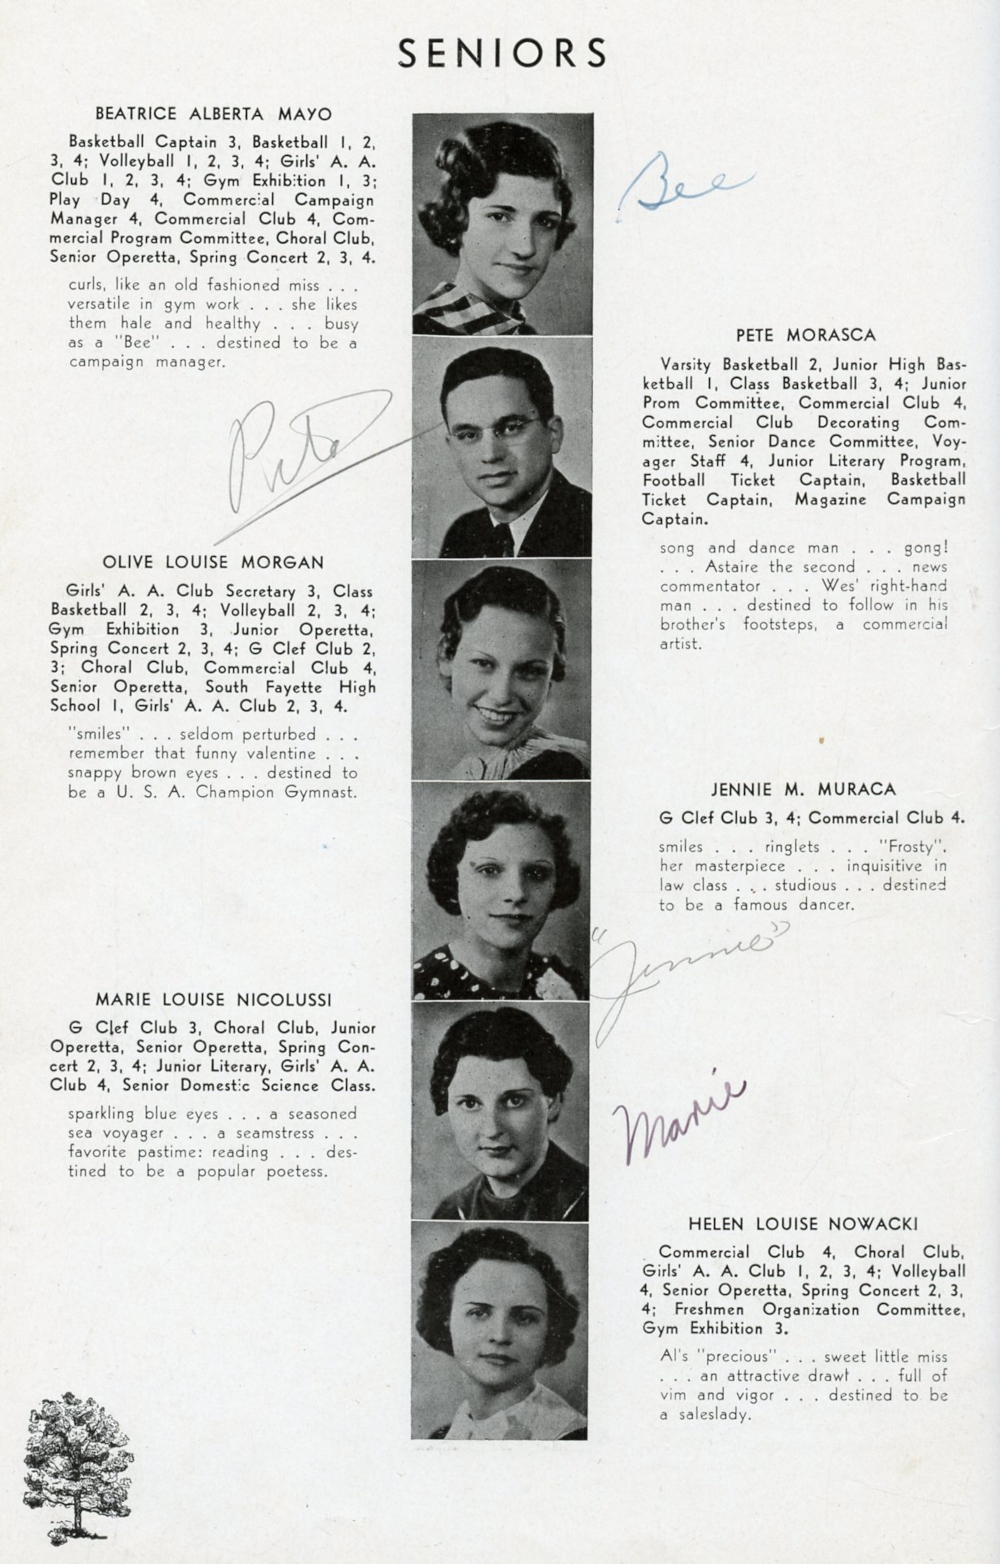 SENIORS
BEATRICE ALBERTA MAYO
Basketball Captain 3, Basketball 1, 2,
3, 4; Volleyball 1, 2, 3, 4; Girls' A. A.
Club 1, 2, 3, 4; Gym Exhibition 1, 3;
Play Day 4, Commercial Campaign
Manager 4, Commercial Club 4, Com-
mercial Program Committee, Choral Club,
Senior Operetta, Spring Concert 2, 3, 4.
curls, like an old fashioned miss . . .
versatile in gym work . . . she likes
them hale and healthy . . . busy
as a "Bee" . . . destined to be a
campaign manager.
Bee
PETE MORASCA
Varsity Basketball 2, Junior High Bas-
ketball 1, Class Basketball 3, 4; Junior
Prom Committee, Commercial Club 4,
Commercial Club Decorating Com-
mittee, Senior Dance Committee, Voy-
ager Staff 4, Junior Literary Program,
Football Ticket Captain, Basketball
Ticket Captain, Magazine Campaign
Captain.
song and dance man . . . gong!
. . . Astaire the second . . . news
commentator . . . Wes' right-hand
man . . . destined to follow in his
brother's footsteps, a commercial
artist.
Pete
OLIVE LOUISE MORGAN
Girls' A. A. Club Secretary 3, Class
Basketball 2, 3, 4; Volleyball 2, 3, 4;
Gym Exhibition 3, Junior Operetta,
Spring Concert 2, 3, 4; G Clef Club 2,
3; Choral Club, Commercial Club 4,
Senior Operetta, South Fayette High
School 1, Girls' A. A. Club 2, 3, 4.
"smiles" . . . seldom perturbed . . .
remember that funny valentine . . .
snappy brown eyes . . . destined to
be a U. S. A. Champion Gymnast.
JENNIE M. MURACA
G Clef Club 3, 4; Commercial Club 4.
smiles . . . ringlets . . . "Frosty",
her masterpiece . . . inquisitive in
law class . . . studious . . . destined
to be a famous dancer.
"Jennie"
MARIE LOUISE NICOLUSSI
G Clef Club 3, Choral Club, Junior
Operetta, Senior Operetta, Spring Con-
cert 2, 3, 4; Junior Literary, Girls' A. A.
Club 4, Senior Domestic Science Class.
sparkling blue eyes . . . a seasoned
sea voyager . . . a seamstress . . .
favorite pastime: reading . . . des-
tined to be a popular poetess.
Marie
HELEN LOUISE NOWACKI
Commercial Club 4, Choral Club,
Girls' A. A. Club 1, 2, 3, 4; Volleyball
4, Senior Operetta, Spring Concert 2, 3,
4; Freshmen Organization Committee,
Gym Exhibition 3.
Al's "precious" . . . sweet little miss
. . . an attractive drawl . . . full of
vim and vigor . . . destined to be
a saleslady.